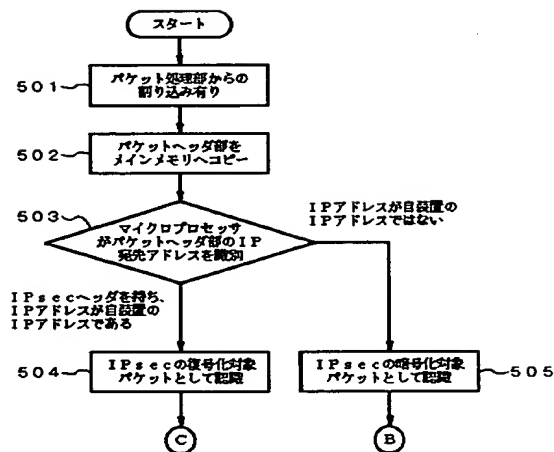 スタート
501
パケット処理部からの
割り込み有り
502
パケットヘッダ部を
メインメモリへコピー
503
マイクロプロセッサ
がパケットヘッダ部のIP
宛先アドレスを識別
IPアドレスが自装置の
IPアドレスではない
IPsecヘッダを持ち、
IPアドレスが自装置の
IPアドレスである
504
IPsecの復号化対象
パケットとして認識
IPsecの暗号化対象
パケットとして認識
505
C
B